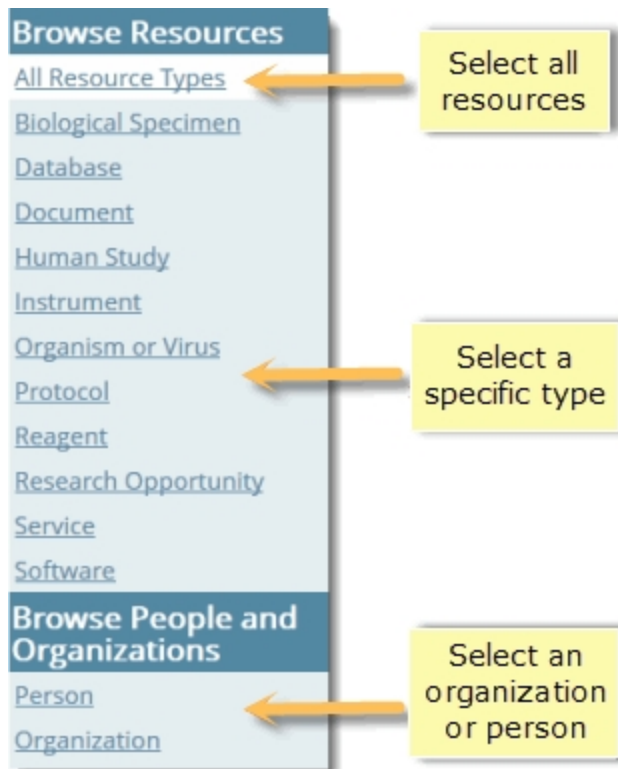 Browse Resources
All Resource Types
Biological Specimen
Database
Document
Human Study
Instrument
Organism or Virus
Protocol
Reagent
Research Opportunity
Service
Software
Browse People and
Organizations
Person
Organization
Select all
resources
Select a
specific type
Select an
organization
or person